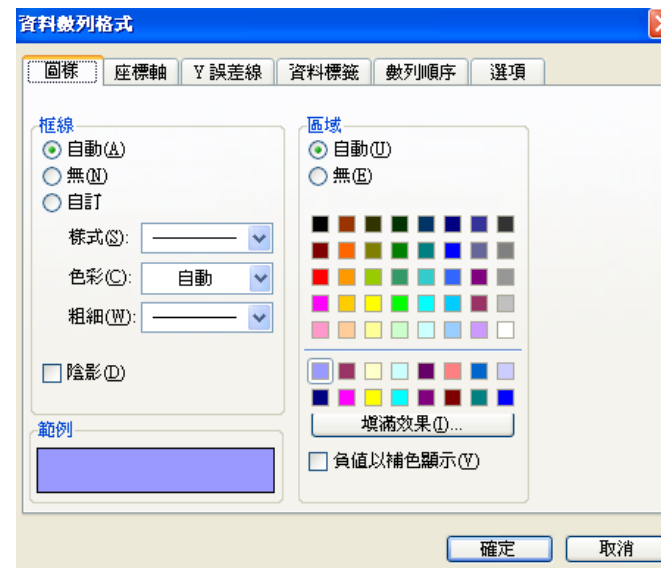 資料數列格式
圖樣 座標軸 Y 誤差線 資料標籤 數列順序 選項
框線
自動(A)
無(N)
自訂
樣式(S):
色彩(C): 自動
粗細(W):
陰影(D)
範例
區域
自動(U)
無(E)
填滿效果(I)...
負值以補色顯示(V)
確定 取消